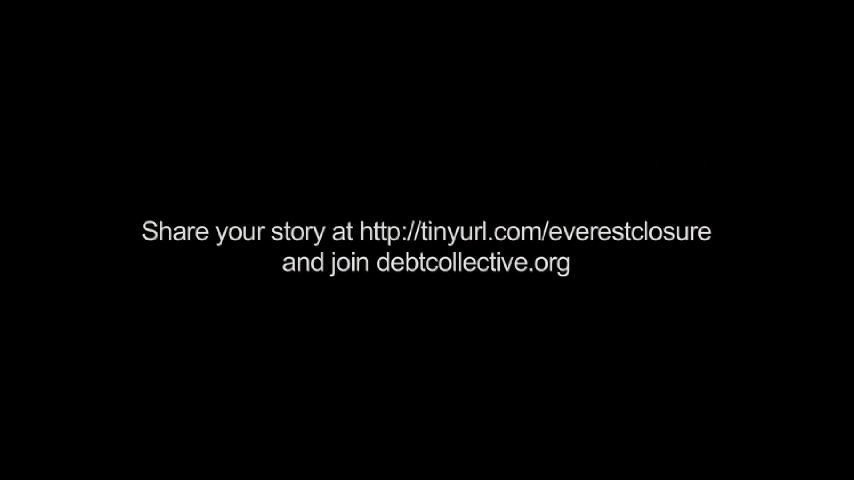 Share your story at http://tinyurl.com/everestclosure
and join debtcollective.org